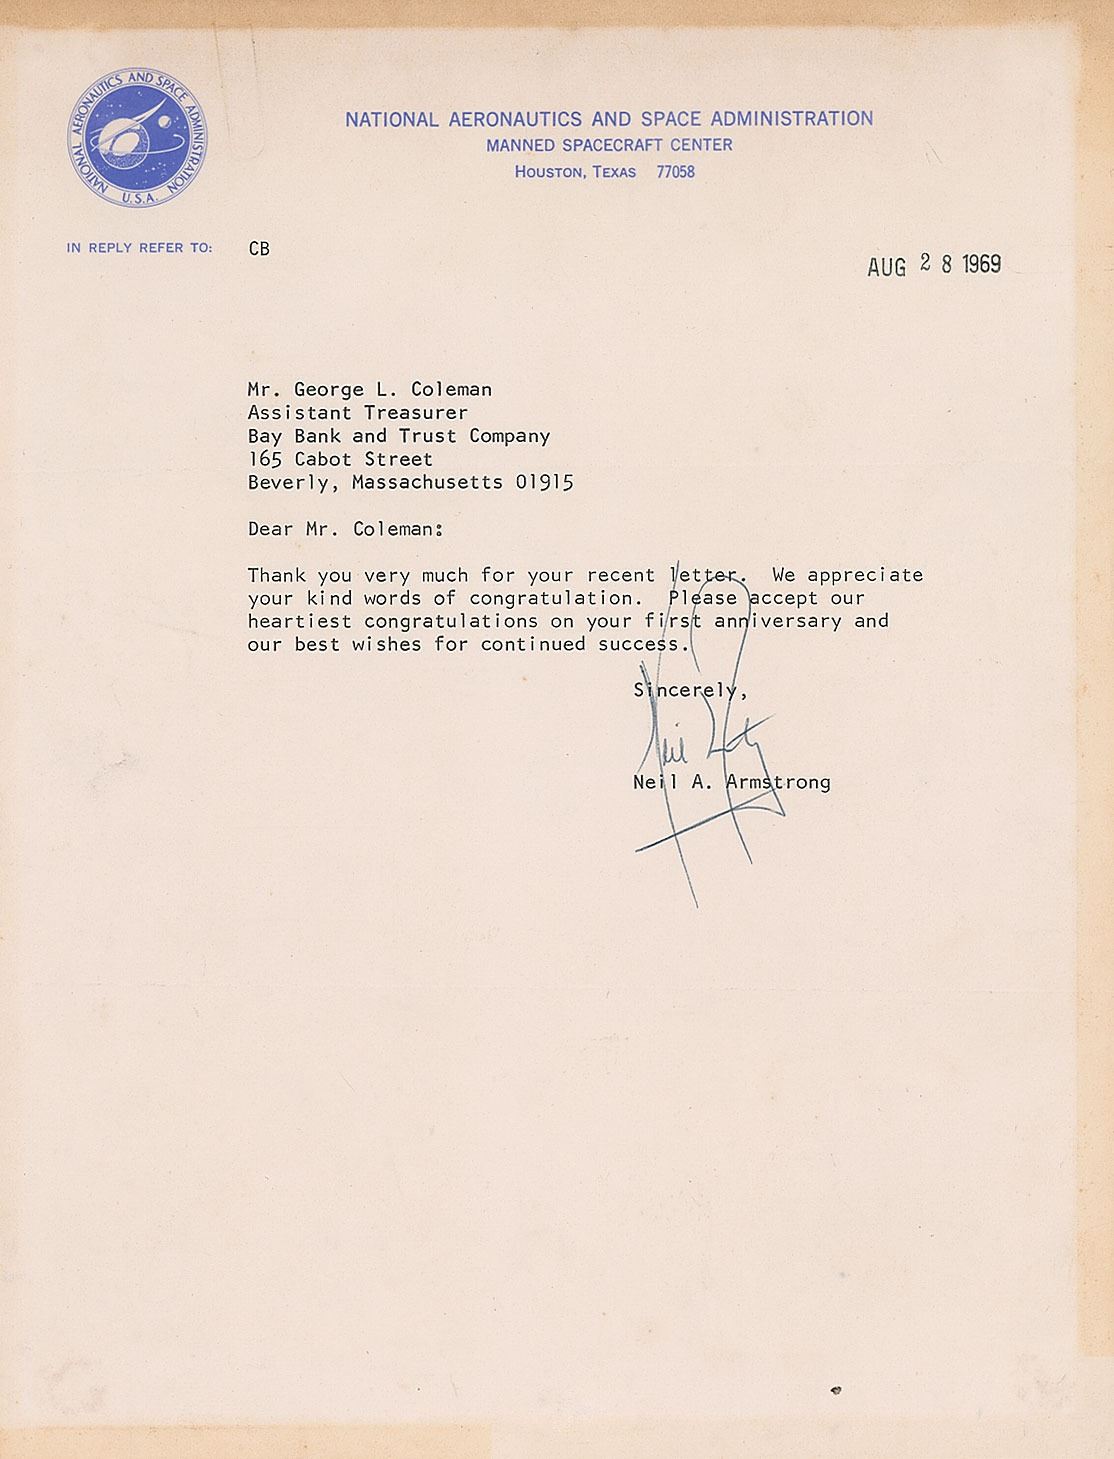 NATIONAL AERONAUTICS AND SPACE ADMINISTRATION
U.S.A.
NATIONAL AERONAUTICS AND SPACE ADMINISTRATION
MANNED SPACECRAFT CENTER
HOUSTON, TEXAS 77058
IN REPLY REFER TO: CB
AUG 28 1969
Mr. George L. Coleman
Assistant Treasurer
Bay Bank and Trust Company
165 Cabot Street
Beverly, Massachusetts 01915
Dear Mr. Coleman:
Thank you very much for your recent letter. We appreciate
your kind words of congratulation. Please accept our
heartiest congratulations on your first anniversary and
our best wishes for continued success.
Sincerely,
Neil
Neil A. Armstrong